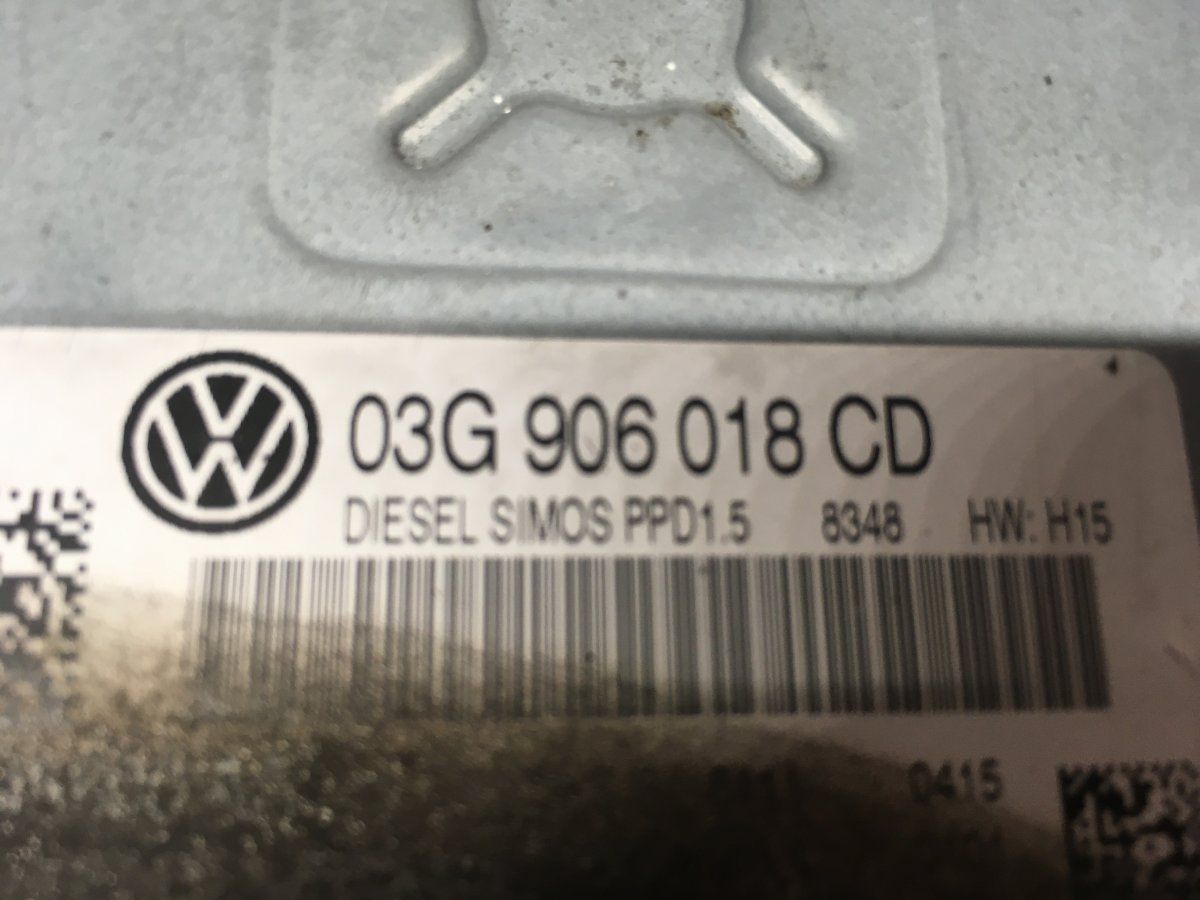 03G 906 018 CD
DIESEL SIMOS PPD1.5 8348 HW: H15
0415